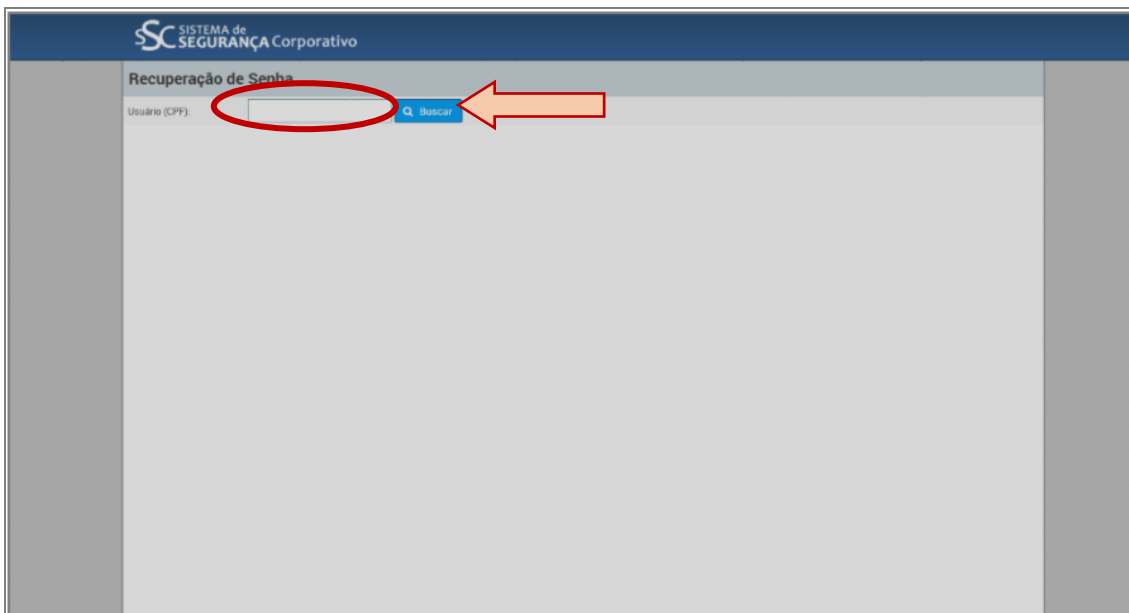 SSC SISTEMA de
SEGURANÇA Corporativo
Recuperação de Senha
Usuário (CPF): Buscar